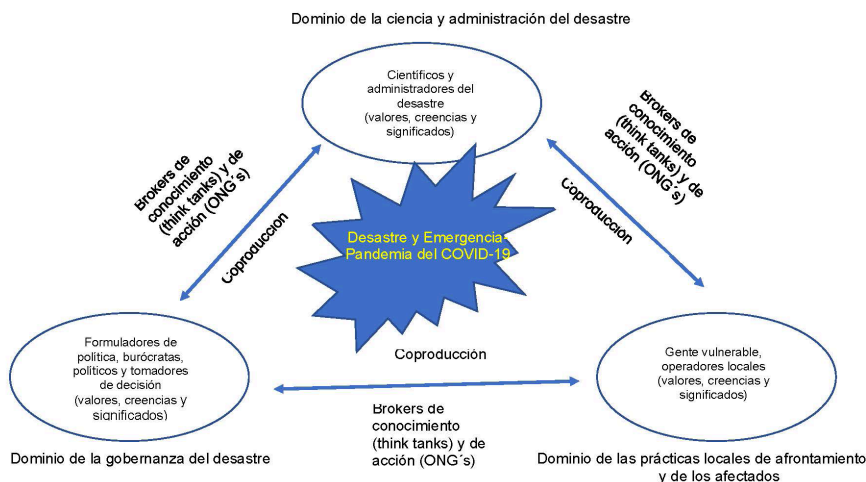 Dominio de la ciencia y administración del desastre
Científicos y
administradores del
desastre
(valores, creencias y
significados)
Brokers de
conocimiento
(think tanks) y de
acción (ONG´s)
Coproducción
Brokers de
conocimiento
(think tanks) y de
acción (ONG´s)
Coproducción
Desastre y Emergencia-
Pandemia del COVID-19
Formuladores de
política, burócratas,
políticos y tomadores
de decisión
(valores, creencias y
significados)
Coproducción
Gente vulnerable,
operadores locales
(valores, creencias y
significados)
Brokers de
conocimiento
(think tanks) y de
acción (ONG´s)
Dominio de la gobernanza del desastre
Dominio de las prácticas locales de afrontamiento
y de los afectados